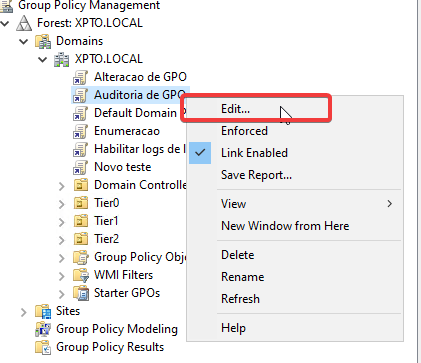 Group Policy Management
Forest: XPTO.LOCAL
Domains
XPTO.LOCAL
Alteracao de GPO
Auditoria de GPO
Default Domain P
Enumeracao
Habilitar logs de l
Novo teste
Domain Controlle
Tier0
Tier1
Tier2
Group Policy Obj
WMI Filters
Starter GPOs
Sites
Group Policy Modeling
Group Policy Results
Edit...
Enforced
Link Enabled
Save Report...
View
New Window from Here
Delete
Rename
Refresh
Help